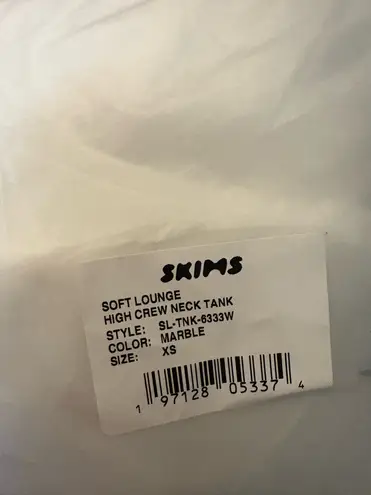 SKIMS
SOFT LOUNGE
HIGH CREW NECK TANK
STYLE: SL-TNK-6333W
COLOR: MARBLE
SIZE: XS
1 97128 05337 4